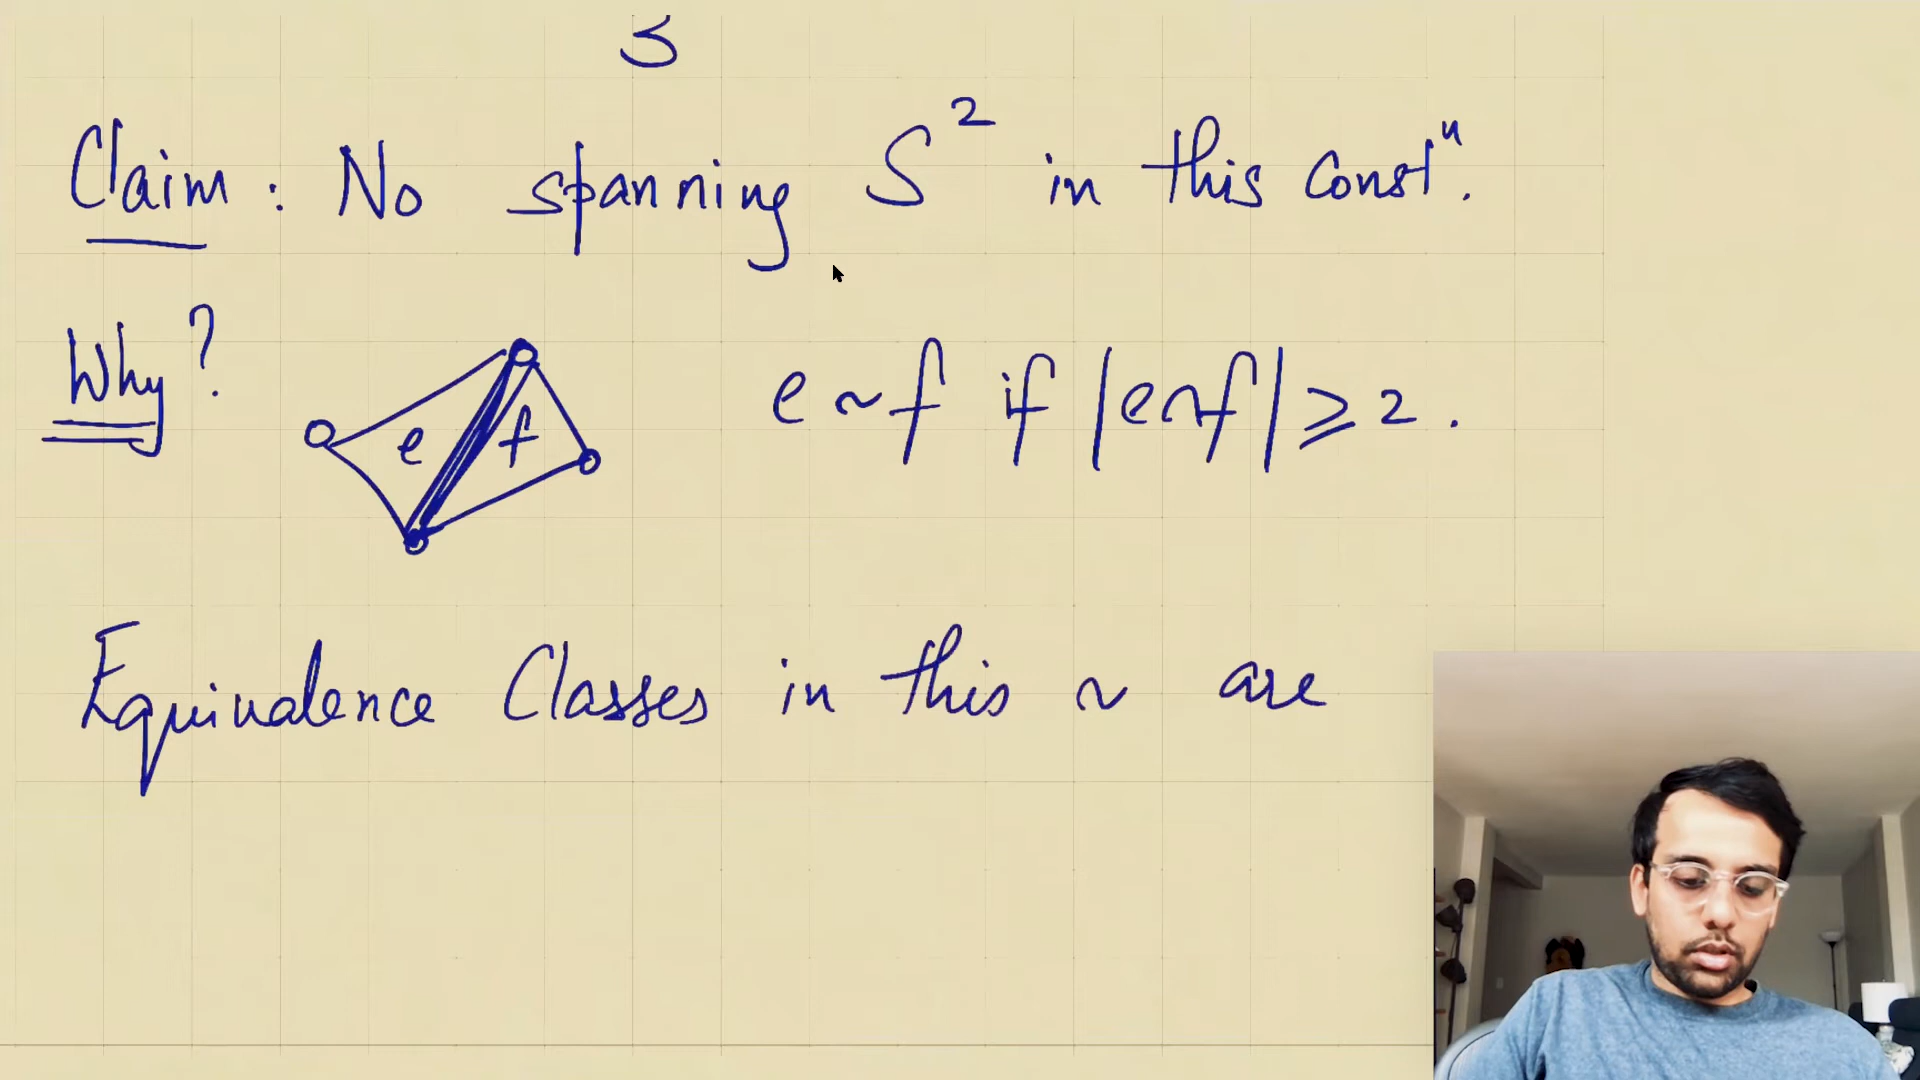 3
Claim : No spanning S² in this Constⁿ.
Why?
e f
e ~ f if |e∩f| ⩾ 2.
Equivalence Classes in this ~ are